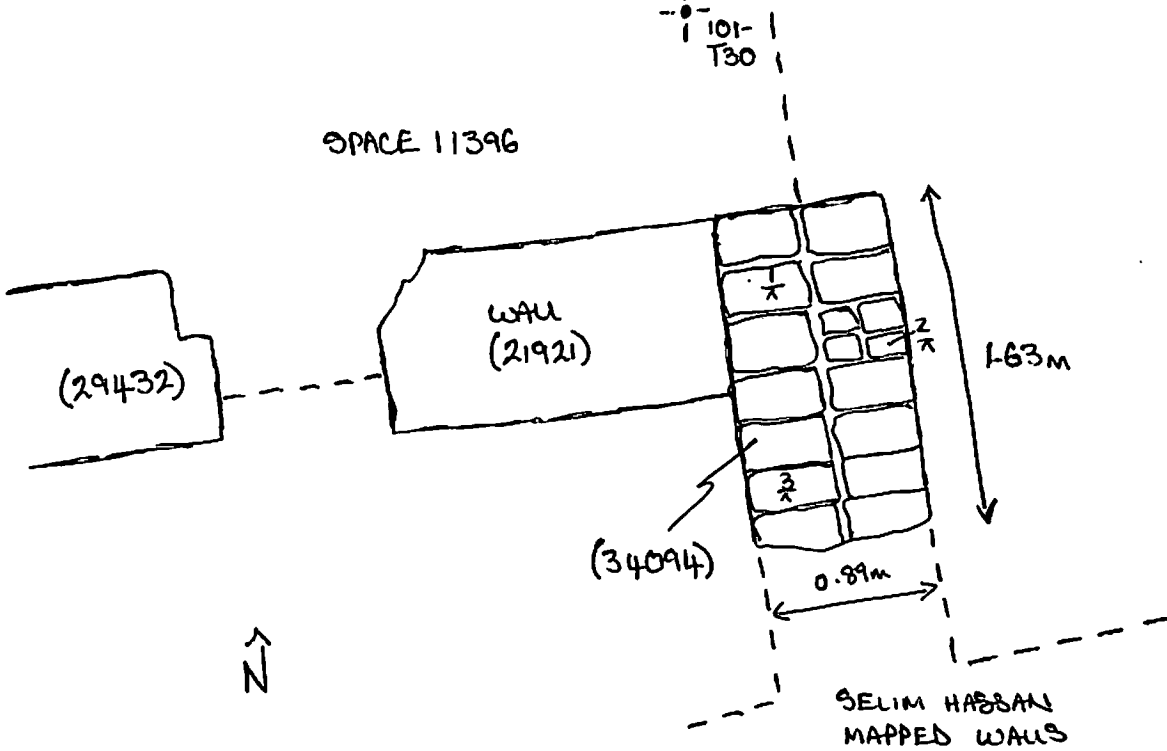 101-
T30
SPACE 11396
WALL
(21921)
(29432)
1
2
3
1.63m
(34094)
0.89m
N
SELIM HASSAN
MAPPED WALLS